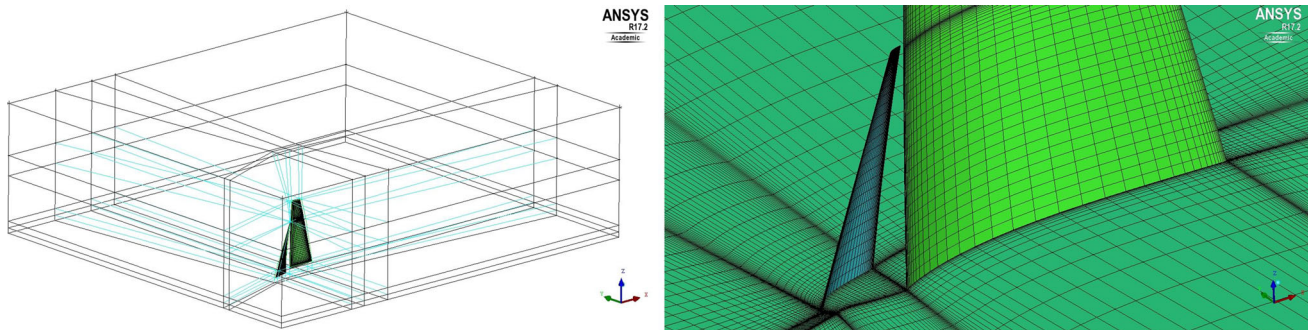 ANSYS
R17.2
Academic
Z
Y
X
ANSYS
R17.2
Academic
Z
X